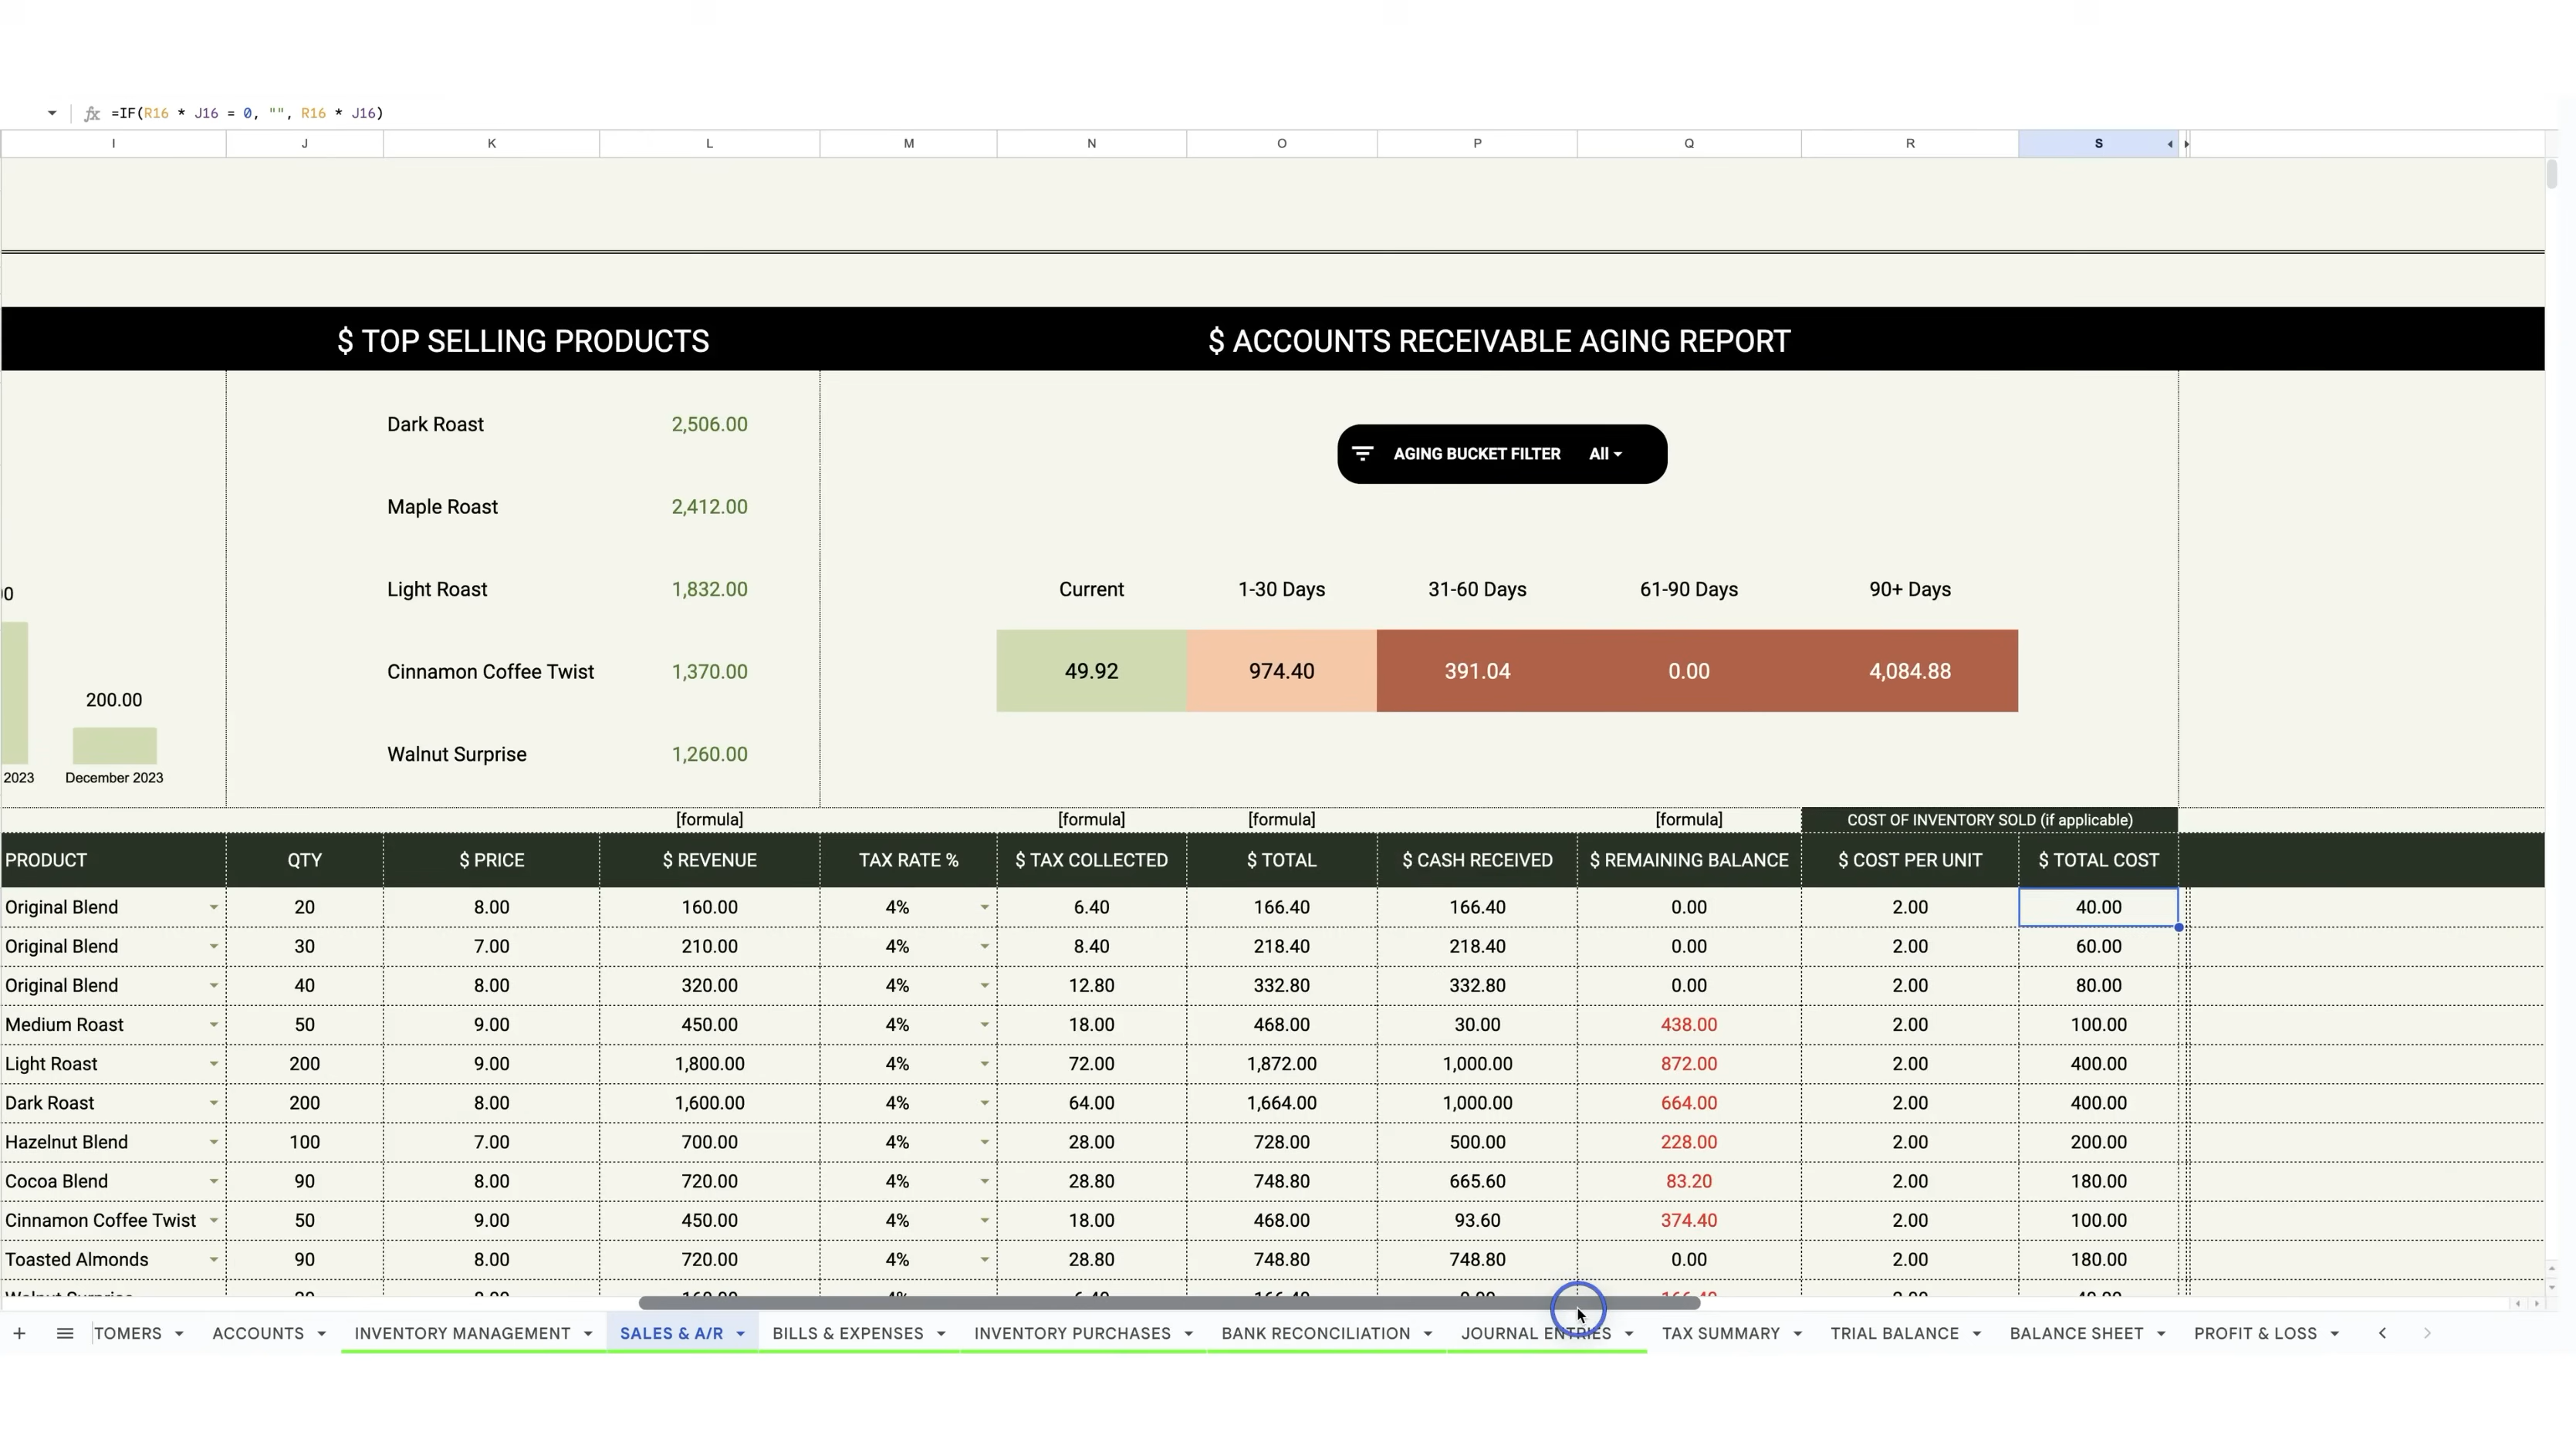 fx =IF(R16 * J16 = 0, "", R16 * J16)
I J K L M N O P Q R S
$ TOP SELLING PRODUCTS $ ACCOUNTS RECEIVABLE AGING REPORT
Dark Roast 2,506.00
AGING BUCKET FILTER All
Maple Roast 2,412.00
Light Roast 1,832.00 Current 1-30 Days 31-60 Days 61-90 Days 90+ Days
Cinnamon Coffee Twist 1,370.00 49.92 974.40 391.04 0.00 4,084.88
200.00
Walnut Surprise 1,260.00
2023 December 2023
[formula] [formula] [formula] [formula] COST OF INVENTORY SOLD (if applicable)
PRODUCT QTY $ PRICE $ REVENUE TAX RATE % $ TAX COLLECTED $ TOTAL $ CASH RECEIVED $ REMAINING BALANCE $ COST PER UNIT $ TOTAL COST
Original Blend 20 8.00 160.00 4% 6.40 166.40 166.40 0.00 2.00 40.00
Original Blend 30 7.00 210.00 4% 8.40 218.40 218.40 0.00 2.00 60.00
Original Blend 40 8.00 320.00 4% 12.80 332.80 332.80 0.00 2.00 80.00
Medium Roast 50 9.00 450.00 4% 18.00 468.00 30.00 438.00 2.00 100.00
Light Roast 200 9.00 1,800.00 4% 72.00 1,872.00 1,000.00 872.00 2.00 400.00
Dark Roast 200 8.00 1,600.00 4% 64.00 1,664.00 1,000.00 664.00 2.00 400.00
Hazelnut Blend 100 7.00 700.00 4% 28.00 728.00 500.00 228.00 2.00 200.00
Cocoa Blend 90 8.00 720.00 4% 28.80 748.80 665.60 83.20 2.00 180.00
Cinnamon Coffee Twist 50 9.00 450.00 4% 18.00 468.00 93.60 374.40 2.00 100.00
Toasted Almonds 90 8.00 720.00 4% 28.80 748.80 748.80 0.00 2.00 180.00
TOMERS ACCOUNTS INVENTORY MANAGEMENT SALES & A/R BILLS & EXPENSES INVENTORY PURCHASES BANK RECONCILIATION JOURNAL ENTRIES TAX SUMMARY TRIAL BALANCE BALANCE SHEET PROFIT & LOSS